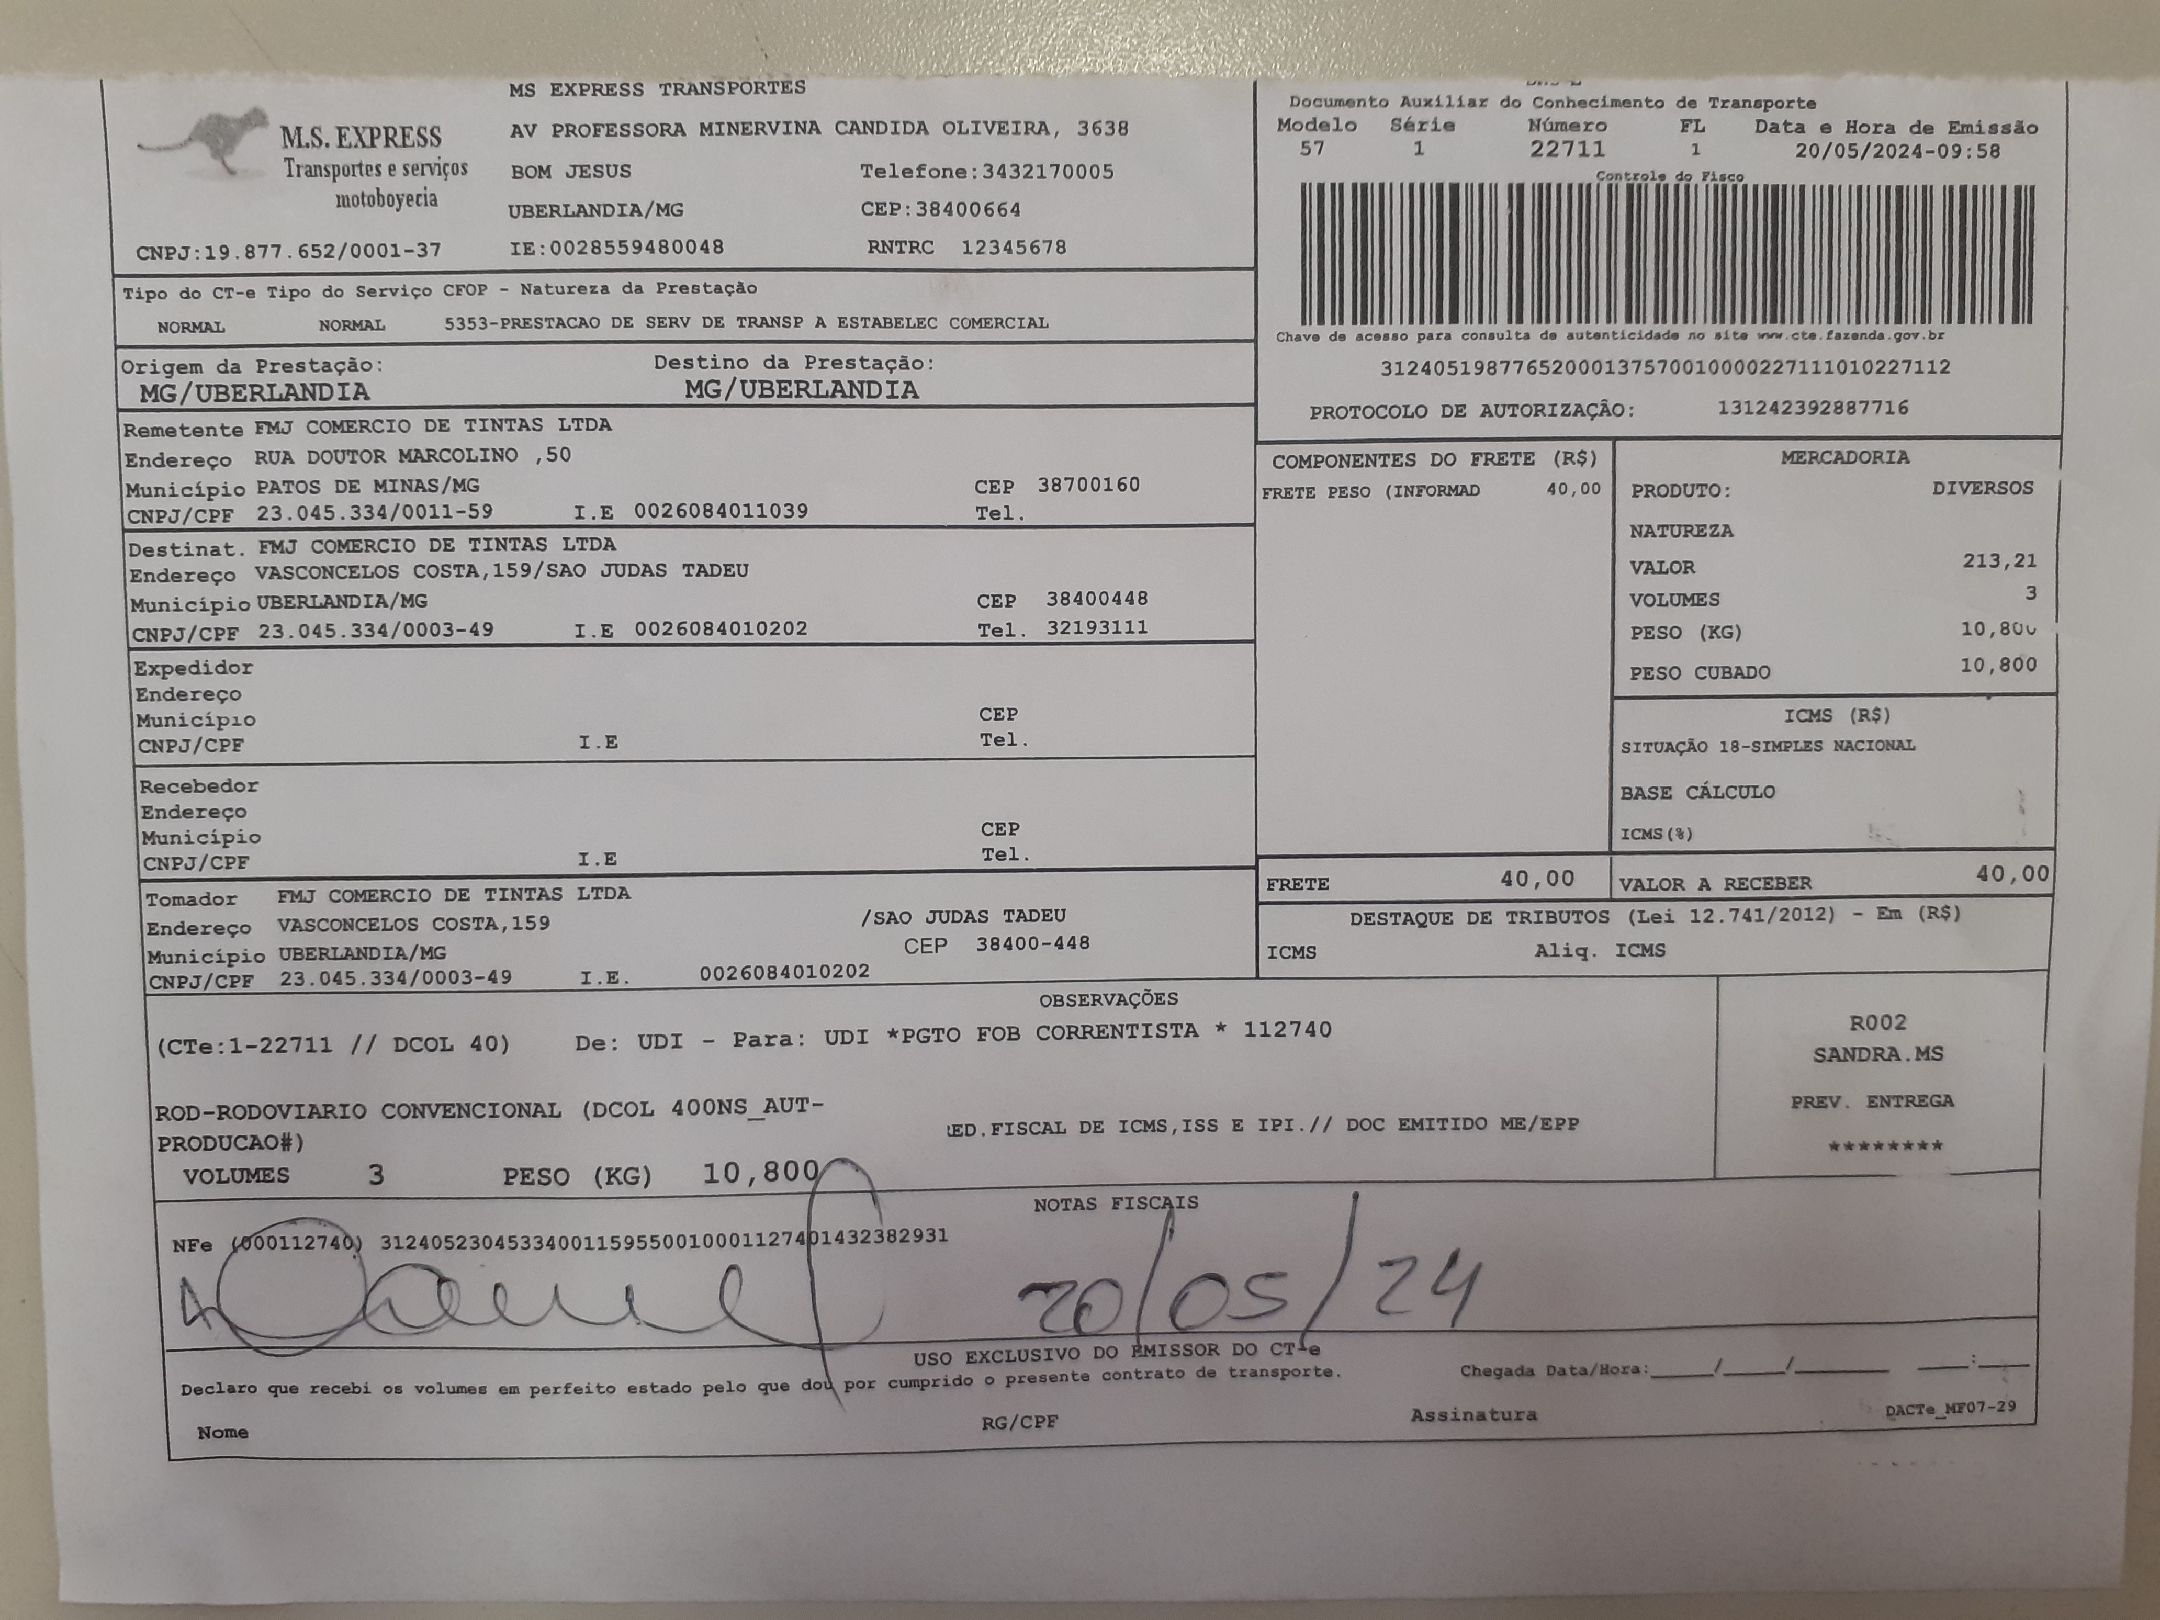 M.S. EXPRESS
Transportes e serviços
motoboyecia
CNPJ:19.877.652/0001-37
MS EXPRESS TRANSPORTES
AV PROFESSORA MINERVINA CANDIDA OLIVEIRA, 3638
BOM JESUS Telefone:3432170005
UBERLANDIA/MG CEP:38400664
IE:0028559480048 RNTRC 12345678
Documento Auxiliar do Conhecimento de Transporte
Modelo Série Número FL Data e Hora de Emissão
57 1 22711 1 20/05/2024-09:58
Controle do Fisco
Chave de acesso para consulta de autenticidade no site www.cte.fazenda.gov.br
31240519877652000137570010000227111010227112
PROTOCOLO DE AUTORIZAÇÃO: 131242392887716
Tipo do CT-e Tipo do Serviço CFOP - Natureza da Prestação
NORMAL NORMAL 5353-PRESTACAO DE SERV DE TRANSP A ESTABELEC COMERCIAL
Origem da Prestação: Destino da Prestação:
MG/UBERLANDIA MG/UBERLANDIA
Remetente FMJ COMERCIO DE TINTAS LTDA
Endereço RUA DOUTOR MARCOLINO ,50
Município PATOS DE MINAS/MG CEP 38700160
CNPJ/CPF 23.045.334/0011-59 I.E 0026084011039 Tel.
Destinat. FMJ COMERCIO DE TINTAS LTDA
Endereço VASCONCELOS COSTA,159/SAO JUDAS TADEU
Município UBERLANDIA/MG CEP 38400448
CNPJ/CPF 23.045.334/0003-49 I.E 0026084010202 Tel. 32193111
Expedidor
Endereço
Município CEP
CNPJ/CPF I.E Tel.
Recebedor
Endereço
Município CEP
CNPJ/CPF I.E Tel.
Tomador FMJ COMERCIO DE TINTAS LTDA
Endereço VASCONCELOS COSTA,159 /SAO JUDAS TADEU
Município UBERLANDIA/MG CEP 38400-448
CNPJ/CPF 23.045.334/0003-49 I.E. 0026084010202
COMPONENTES DO FRETE (R$)
FRETE PESO (INFORMAD 40,00
MERCADORIA
PRODUTO: DIVERSOS
NATUREZA
VALOR 213,21
VOLUMES 3
PESO (KG) 10,800
PESO CUBADO 10,800
ICMS (R$)
SITUAÇÃO 18-SIMPLES NACIONAL
BASE CÁLCULO
ICMS(%)
FRETE 40,00 VALOR A RECEBER 40,00
DESTAQUE DE TRIBUTOS (Lei 12.741/2012) - Em (R$)
ICMS Aliq. ICMS
OBSERVAÇÕES
(CTe:1-22711 // DCOL 40) De: UDI - Para: UDI *PGTO FOB CORRENTISTA * 112740
ROD-RODOVIARIO CONVENCIONAL (DCOL 400NS_AUT-
PRODUCAO#) ED.FISCAL DE ICMS,ISS E IPI.// DOC EMITIDO ME/EPP
VOLUMES 3 PESO (KG) 10,800
R002
SANDRA.MS
PREV. ENTREGA
********
NOTAS FISCAIS
NFe (000112740) 31240523045334001159550010001127401432382931
20/05/24
USO EXCLUSIVO DO EMISSOR DO CT-e
Declaro que recebi os volumes em perfeito estado pelo que dou por cumprido o presente contrato de transporte. Chegada Data/Hora:____/____/______ ___:___
Nome RG/CPF Assinatura DACTe_MF07-29